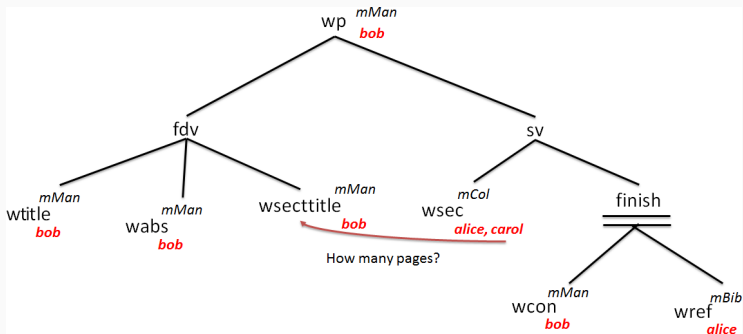 mMan
wp
bob
fdv
sv
mMan
wtitle
bob
mMan
wabs
bob
mMan
wsecttitle
bob
mCol
wsec
alice, carol
finish
How many pages?
mMan
wcon
bob
mBib
wref
alice